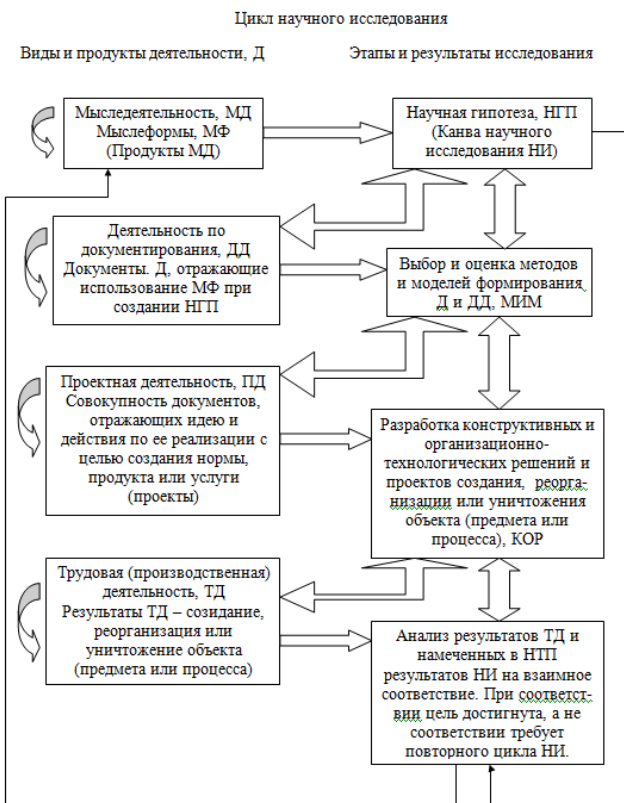 Цикл научного исследования
Виды и продукты деятельности, Д
Этапы и результаты исследования
Мыследеятельность, МД
Мыслеформы, МФ
(Продукты МД)
Научная гипотеза, НГП
(Канва научного
исследования НИ)
Деятельность по
документирования, ДД
Документы. Д, отражающие
использование МФ при
создании НГП
Выбор и оценка методов
и моделей формирования
Д и ДД, МИМ
Проектная деятельность, ПД
Совокупность документов,
отражающих идею и
действия по ее реализации с
целью создания нормы,
продукта или услуги
(проекты)
Разработка конструктивных и
организационно-
технологических решений и
проектов создания, реорга-
низации или уничтожения
объекта (предмета или
процесса), КОР
Трудовая (производственная)
деятельность, ТД
Результаты ТД – созидание,
реорганизация или
уничтожение объекта
(предмета или процесса)
Анализ результатов ТД и
намеченных в НТП
результатов НИ на взаимное
соответствие. При соответст-
вии цель достигнута, а не
соответствии требует
повторного цикла НИ.